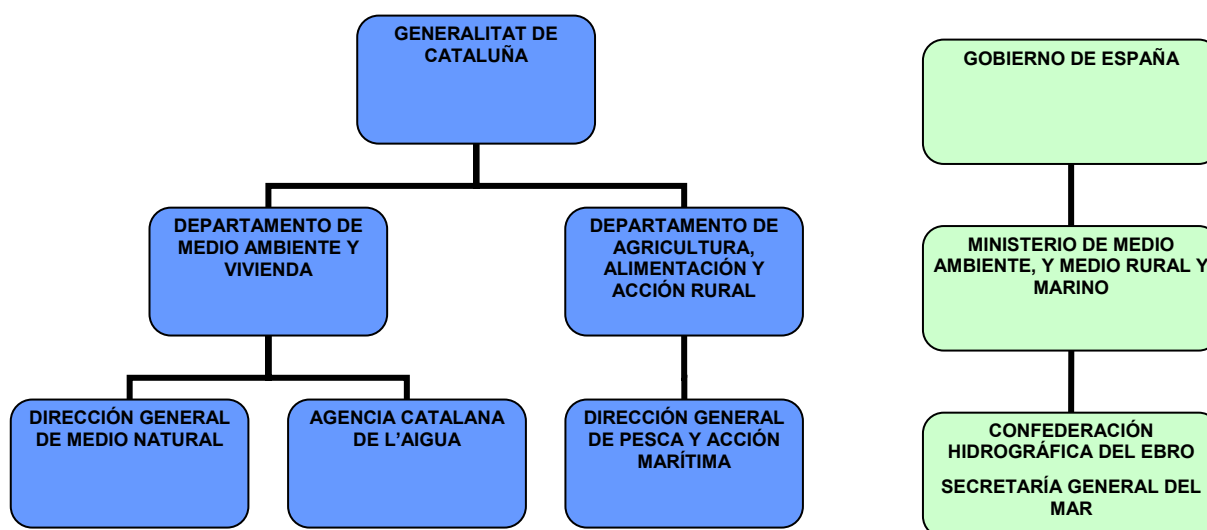 GENERALITAT DE
CATALUÑA
GOBIERNO DE ESPAÑA
DEPARTAMENTO DE
MEDIO AMBIENTE Y
VIVIENDA
DEPARTAMENTO DE
AGRICULTURA,
ALIMENTACIÓN Y
ACCIÓN RURAL
MINISTERIO DE MEDIO
AMBIENTE, Y MEDIO RURAL Y
MARINO
DIRECCIÓN GENERAL
DE MEDIO NATURAL
AGENCIA CATALANA
DE L’AIGUA
DIRECCIÓN GENERAL
DE PESCA Y ACCIÓN
MARÍTIMA
CONFEDERACIÓN
HIDROGRÁFICA DEL EBRO
SECRETARÍA GENERAL DEL
MAR